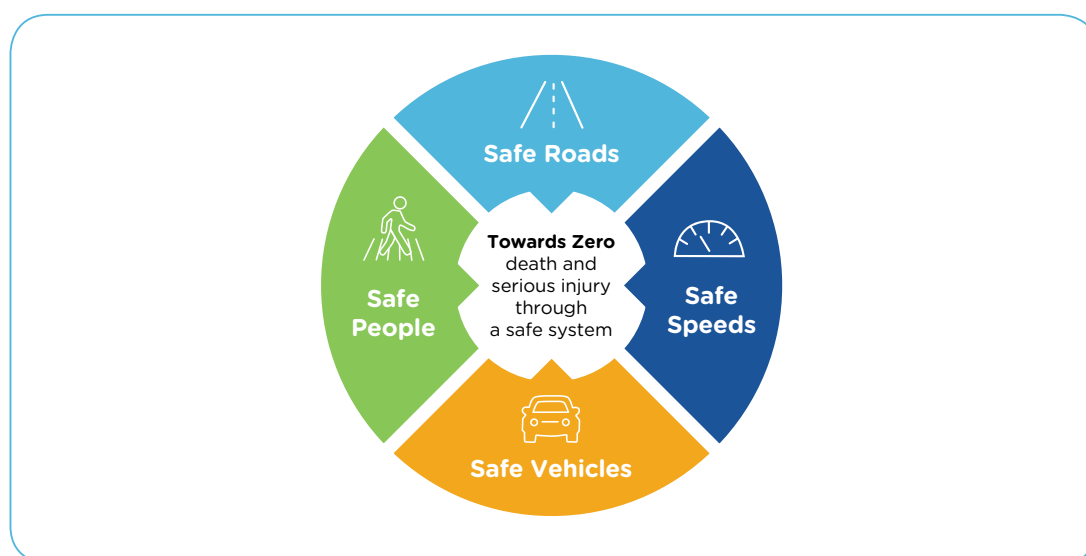 Safe Roads
Safe
People
Towards Zero
death and
serious injury
through
a safe system
Safe
Speeds
Safe Vehicles